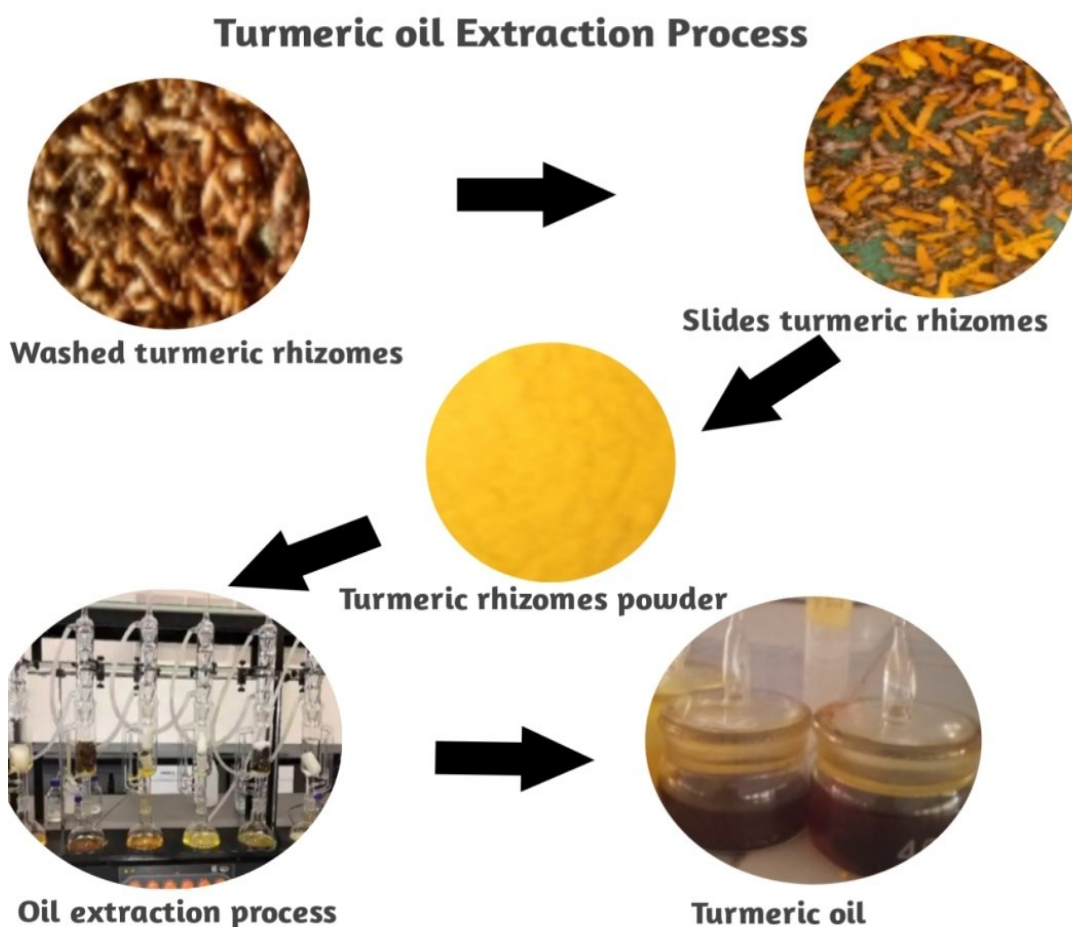 Turmeric oil Extraction Process
Washed turmeric rhizomes
Slides turmeric rhizomes
Turmeric rhizomes powder
Oil extraction process
Turmeric oil